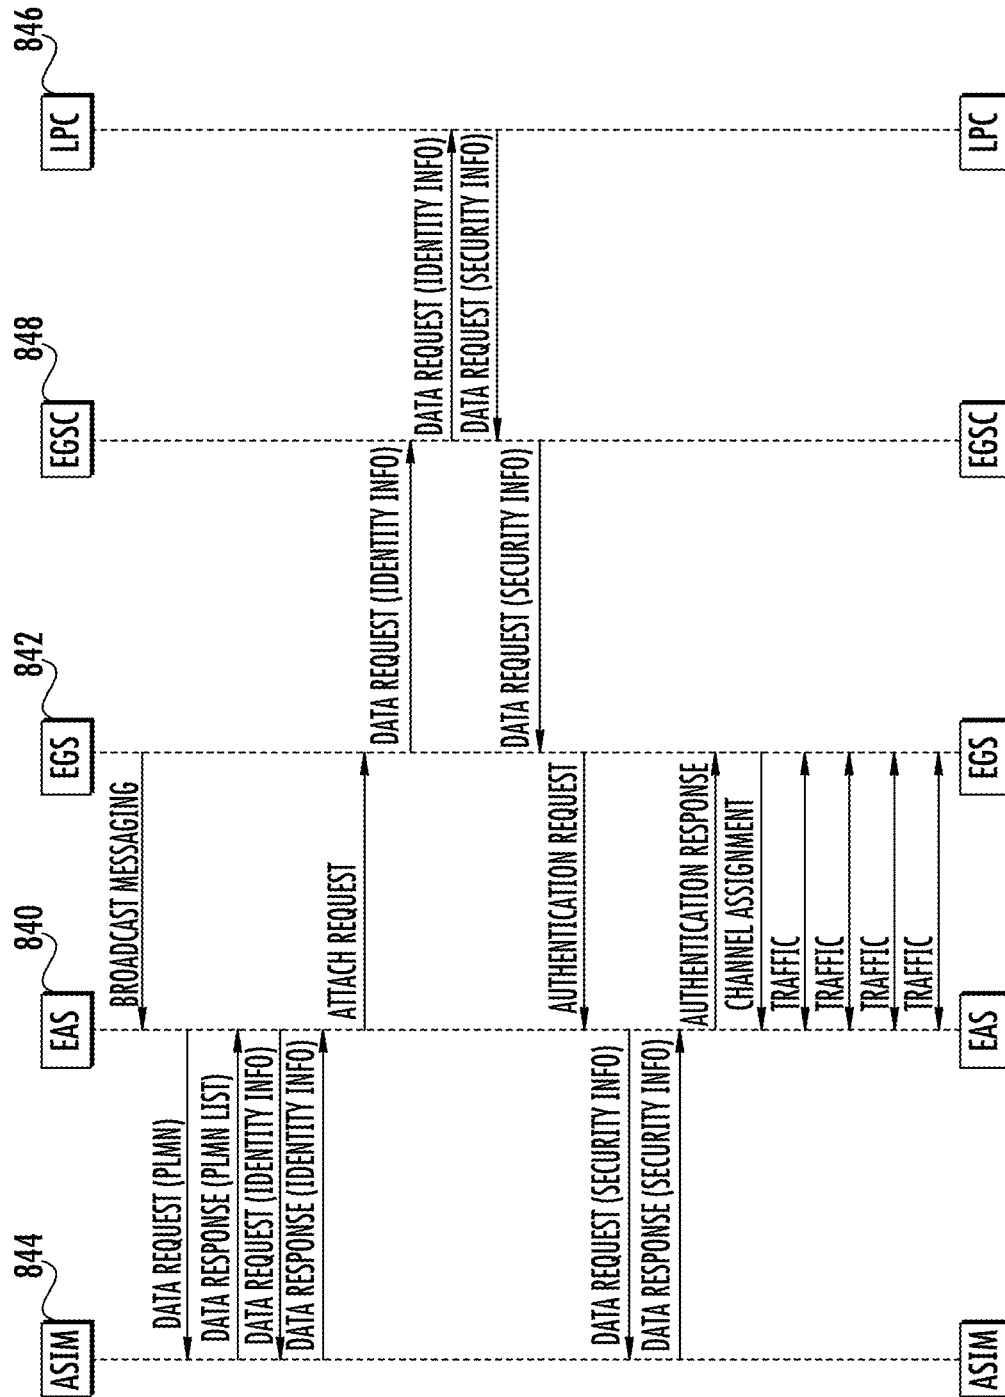 ASIM
844
EAS
840
EGS
842
EGSC
848
LPC
846
BROADCAST MESSAGING
DATA REQUEST (PLMN)
DATA RESPONSE (PLMN LIST)
DATA REQUEST (IDENTITY INFO)
DATA RESPONSE (IDENTITY INFO)
ATTACH REQUEST
DATA REQUEST (IDENTITY INFO)
DATA REQUEST (IDENTITY INFO)
DATA REQUEST (SECURITY INFO)
DATA REQUEST (SECURITY INFO)
AUTHENTICATION REQUEST
DATA REQUEST (SECURITY INFO)
DATA RESPONSE (SECURITY INFO)
AUTHENTICATION RESPONSE
CHANNEL ASSIGNMENT
TRAFFIC
TRAFFIC
TRAFFIC
TRAFFIC
ASIM
EAS
EGS
EGSC
LPC